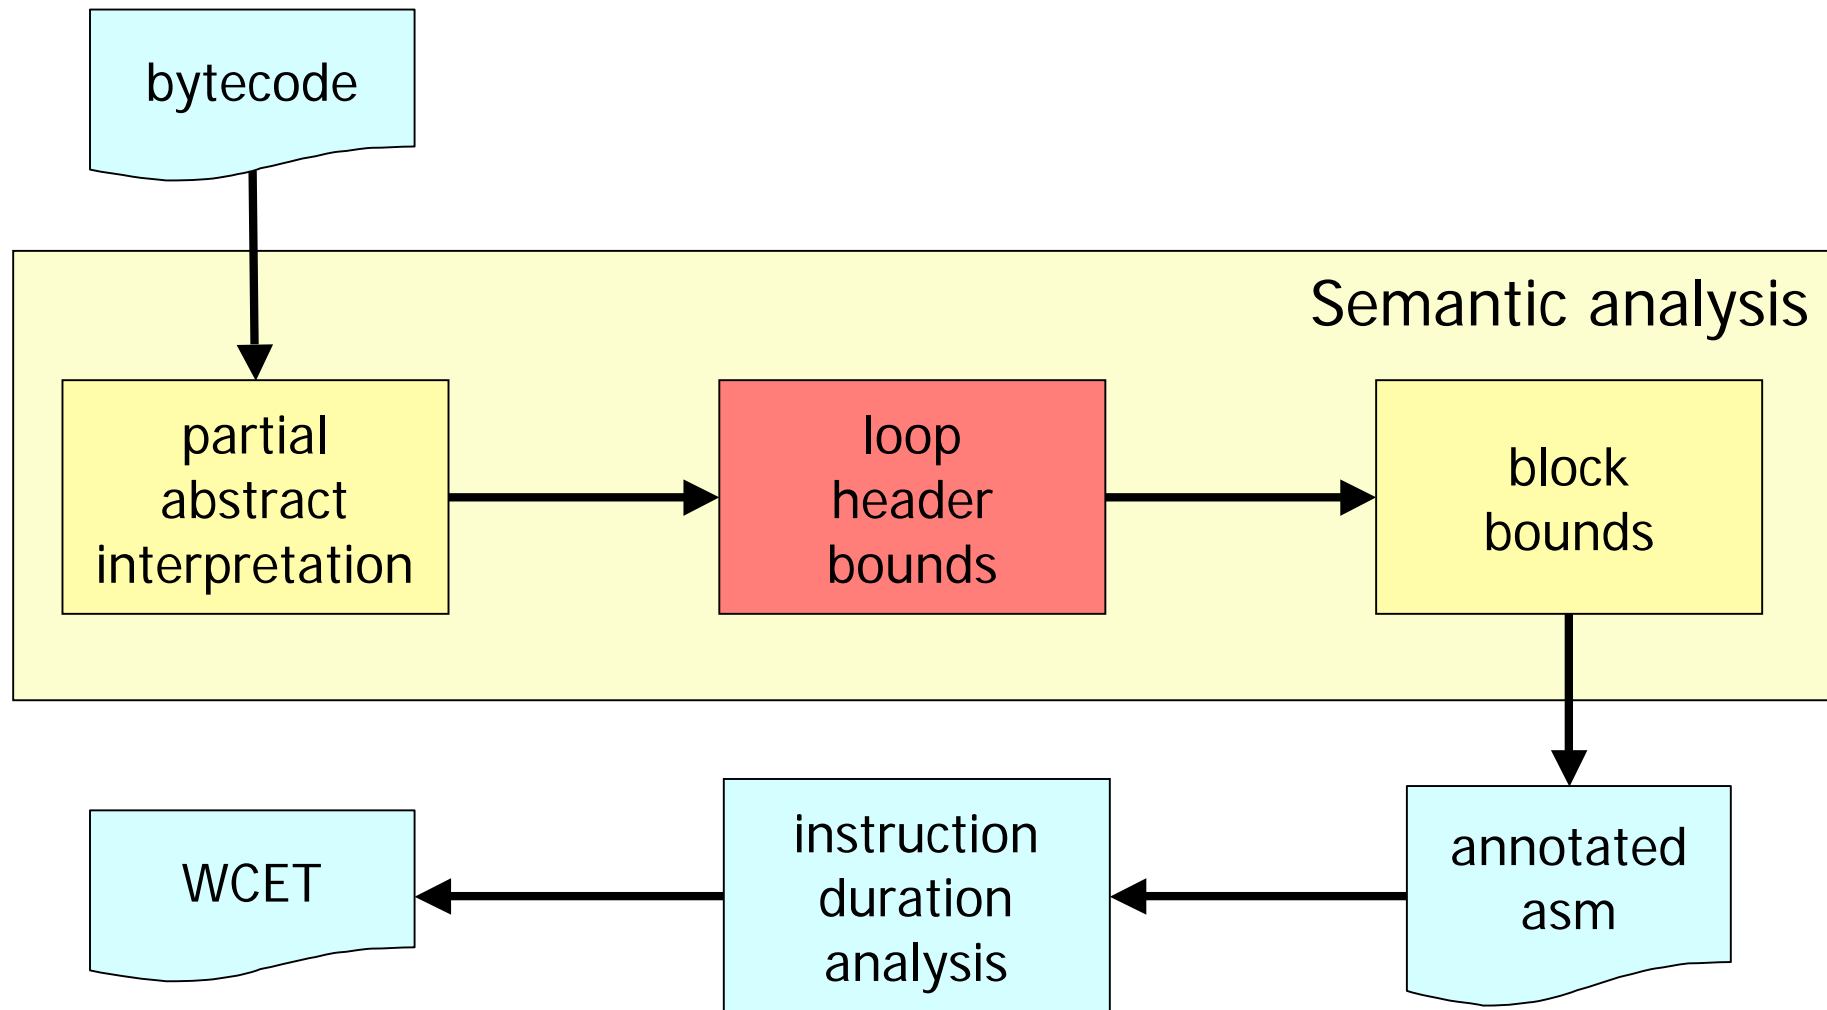 bytecode
Semantic analysis
partial
abstract
interpretation
loop
header
bounds
block
bounds
WCET
instruction
duration
analysis
annotated
asm